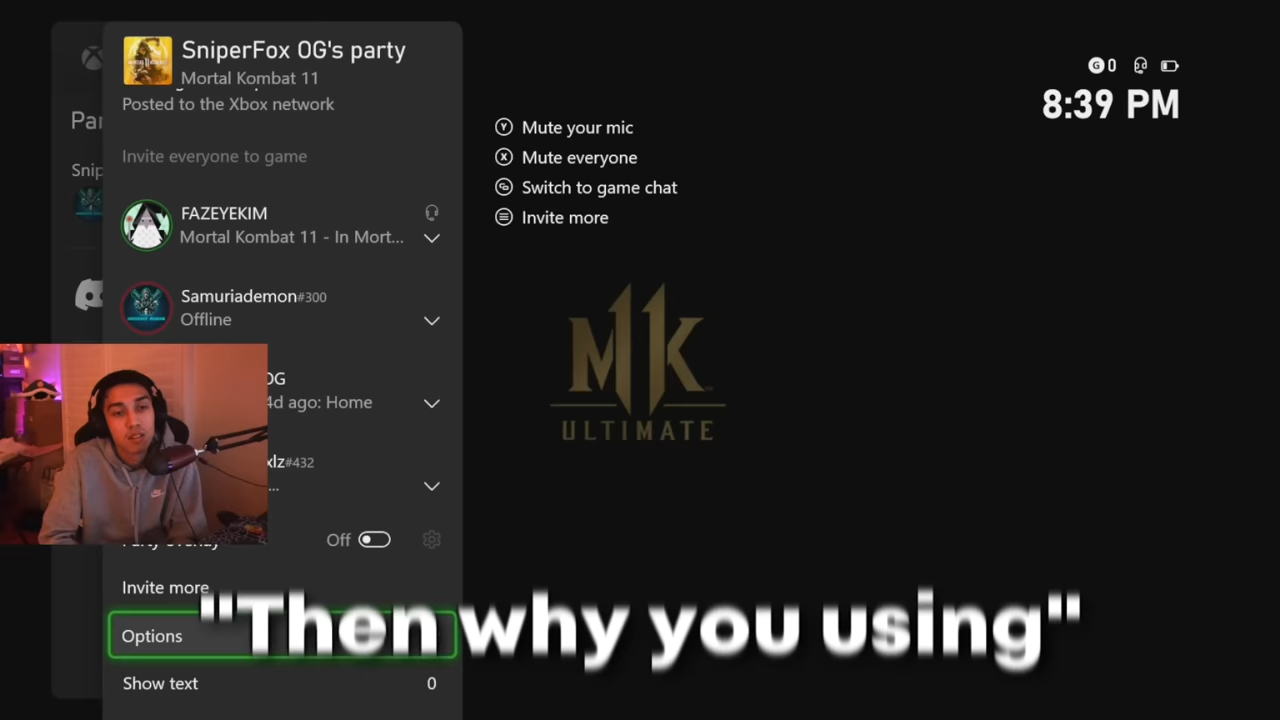 SniperFox OG's party
Mortal Kombat 11
Posted to the Xbox network
Invite everyone to game
FAZEYEKIM
Mortal Kombat 11 - In Mort...
Samuriademon#300
Offline
OG
4d ago: Home
xlz#432
...
Off
Invite more
Options
Show text 0
Par
Snip
Mute your mic
Mute everyone
Switch to game chat
Invite more
G 0
8:39 PM
MK
ULTIMATE
"Then why you using"